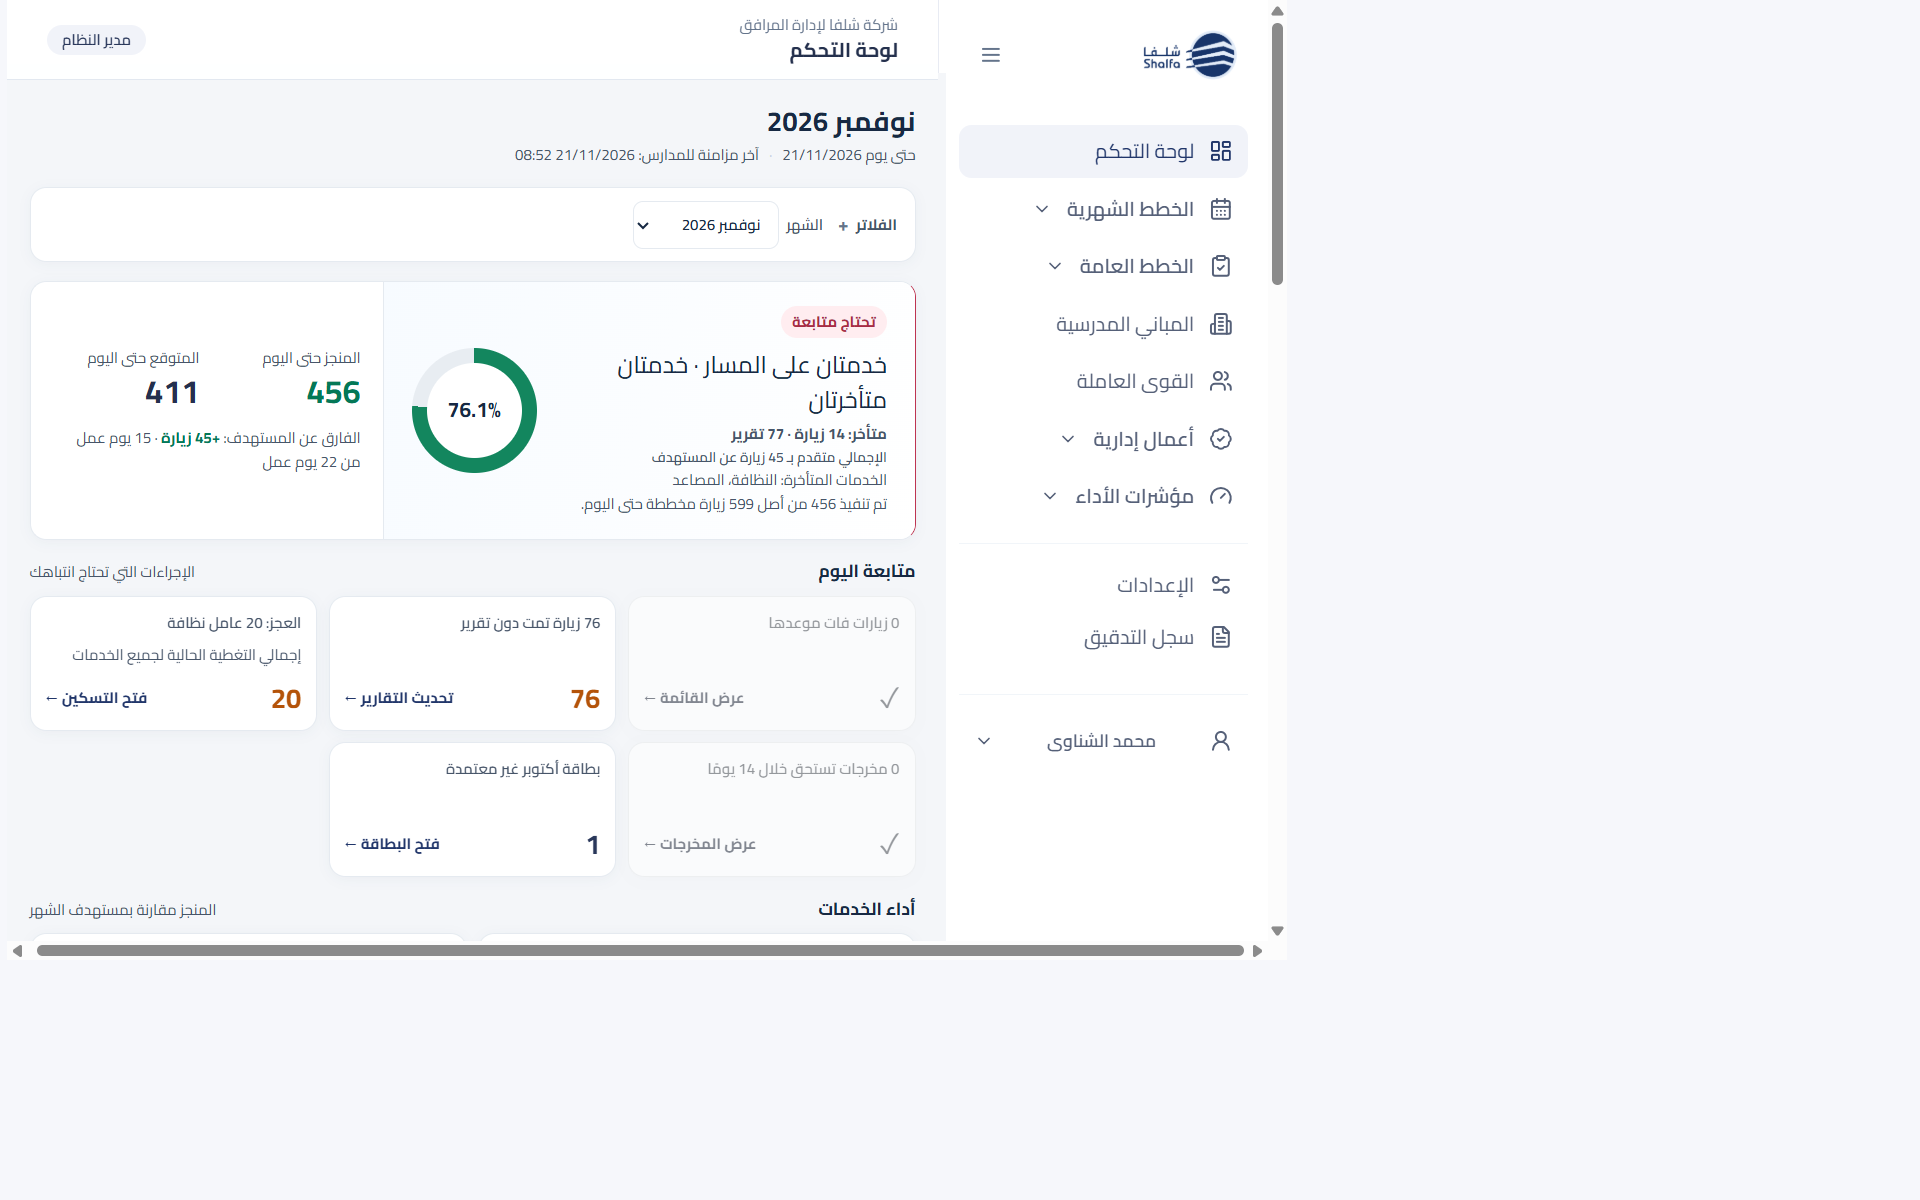 شلفا
Shalfa
لوحة التحكم
الخطط الشهرية
الخطط العامة
المباني المدرسية
القوى العاملة
أعمال إدارية
مؤشرات الأداء
الإعدادات
سجل التدقيق
محمد الشناوى
شركة شلفا لإدارة المرافق
لوحة التحكم
مدير النظام
نوفمبر 2026
حتى يوم 21/11/2026 · آخر مزامنة للمدارس: 21/11/2026 08:52
الفلاتر + الشهر نوفمبر 2026
تحتاج متابعة
خدمتان على المسار · خدمتان
متأخرتان
متأخر: 14 زيارة · 77 تقرير
الإجمالي متقدم بـ 45 زيارة عن المستهدف
الخدمات المتأخرة: النظافة، المصاعد
تم تنفيذ 456 من أصل 599 زيارة مخططة حتى اليوم.
76.1%
المنجز حتى اليوم
456
المتوقع حتى اليوم
411
الفارق عن المستهدف: +45 زيارة · 15 يوم عمل
من 22 يوم عمل
متابعة اليوم
الإجراءات التي تحتاج انتباهك
0 زيارات فات موعدها
✓ عرض القائمة ←
76 زيارة تمت دون تقرير
76 تحديث التقارير ←
العجز: 20 عامل نظافة
إجمالي التغطية الحالية لجميع الخدمات
20 فتح التسكين ←
0 مخرجات تستحق خلال 14 يومًا
✓ عرض المخرجات ←
بطاقة أكتوبر غير معتمدة
1 فتح البطاقة ←
أداء الخدمات
المنجز مقارنة بمستهدف الشهر